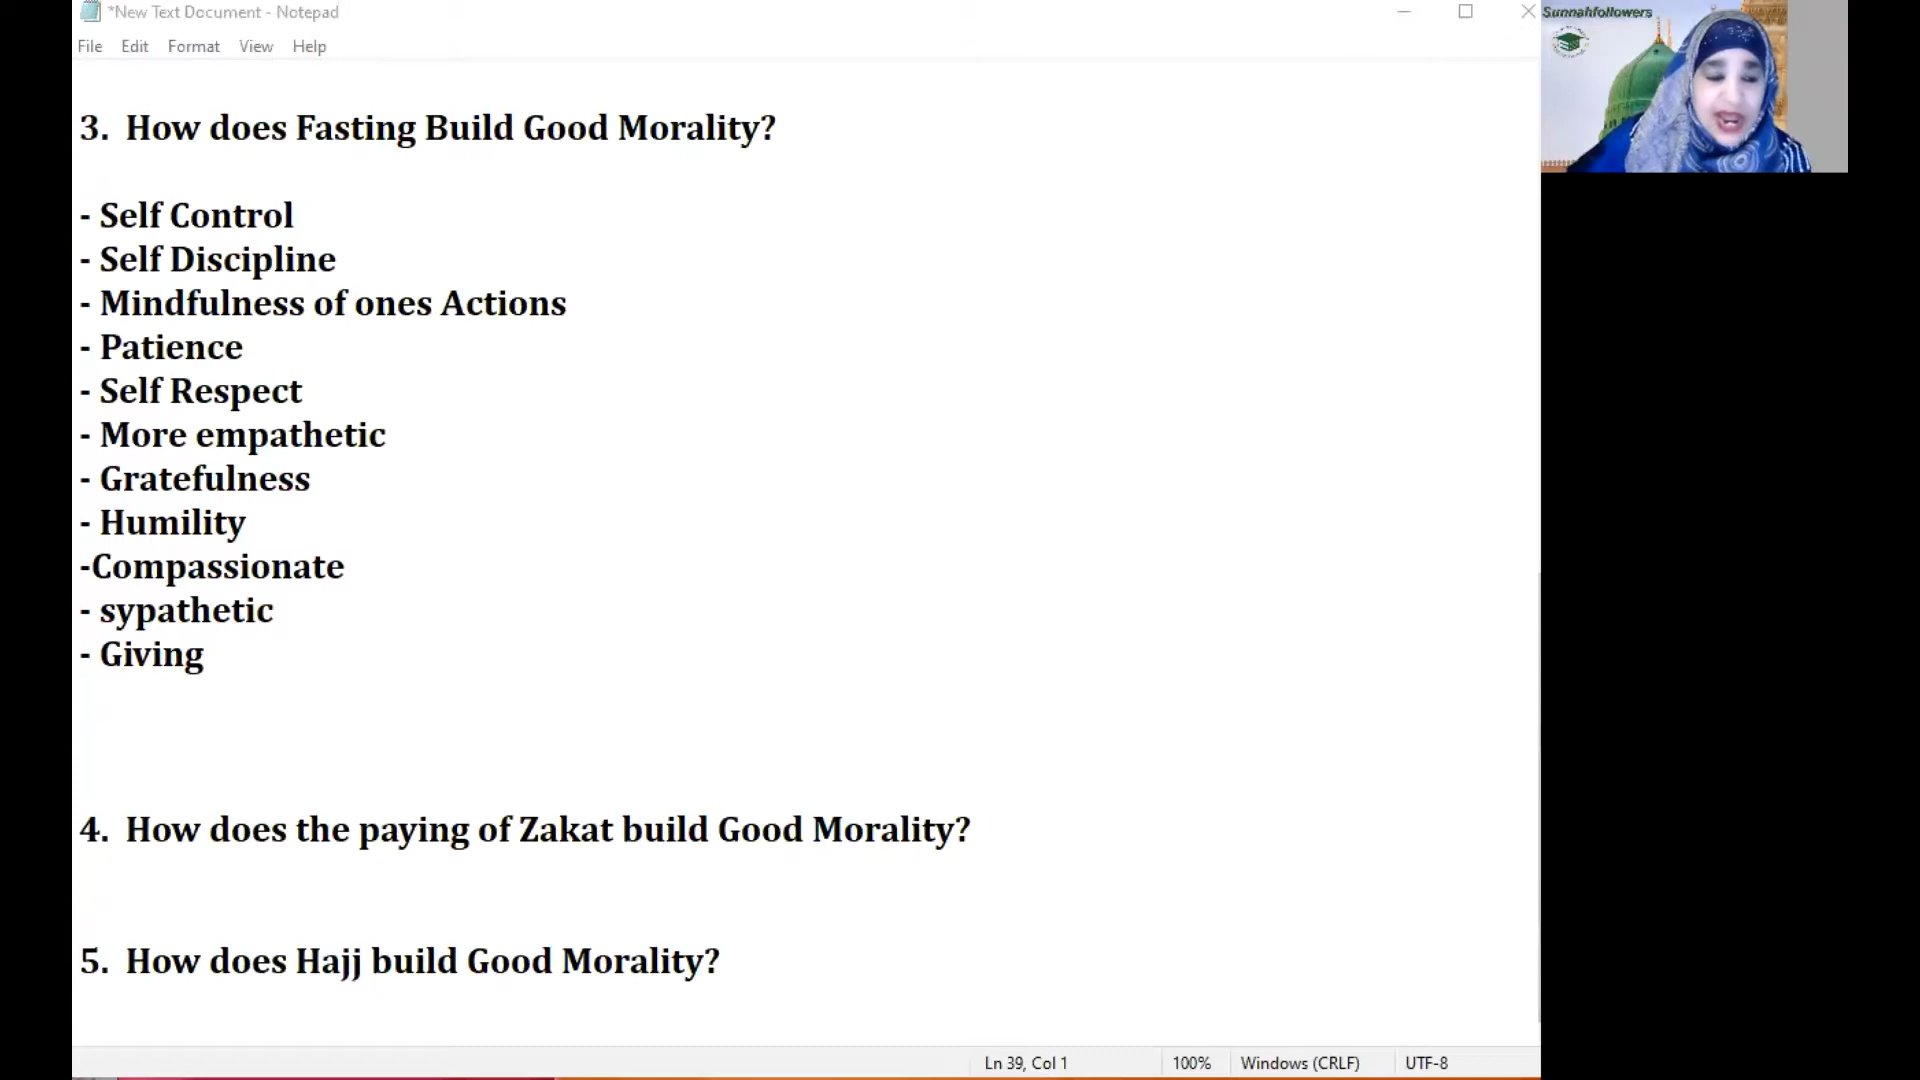 *New Text Document - Notepad
File Edit Format View Help
3. How does Fasting Build Good Morality?
- Self Control
- Self Discipline
- Mindfulness of ones Actions
- Patience
- Self Respect
- More empathetic
- Gratefulness
- Humility
-Compassionate
- sypathetic
- Giving
4. How does the paying of Zakat build Good Morality?
5. How does Hajj build Good Morality?
Ln 39, Col 1 100% Windows (CRLF) UTF-8
Sunnahfollowers